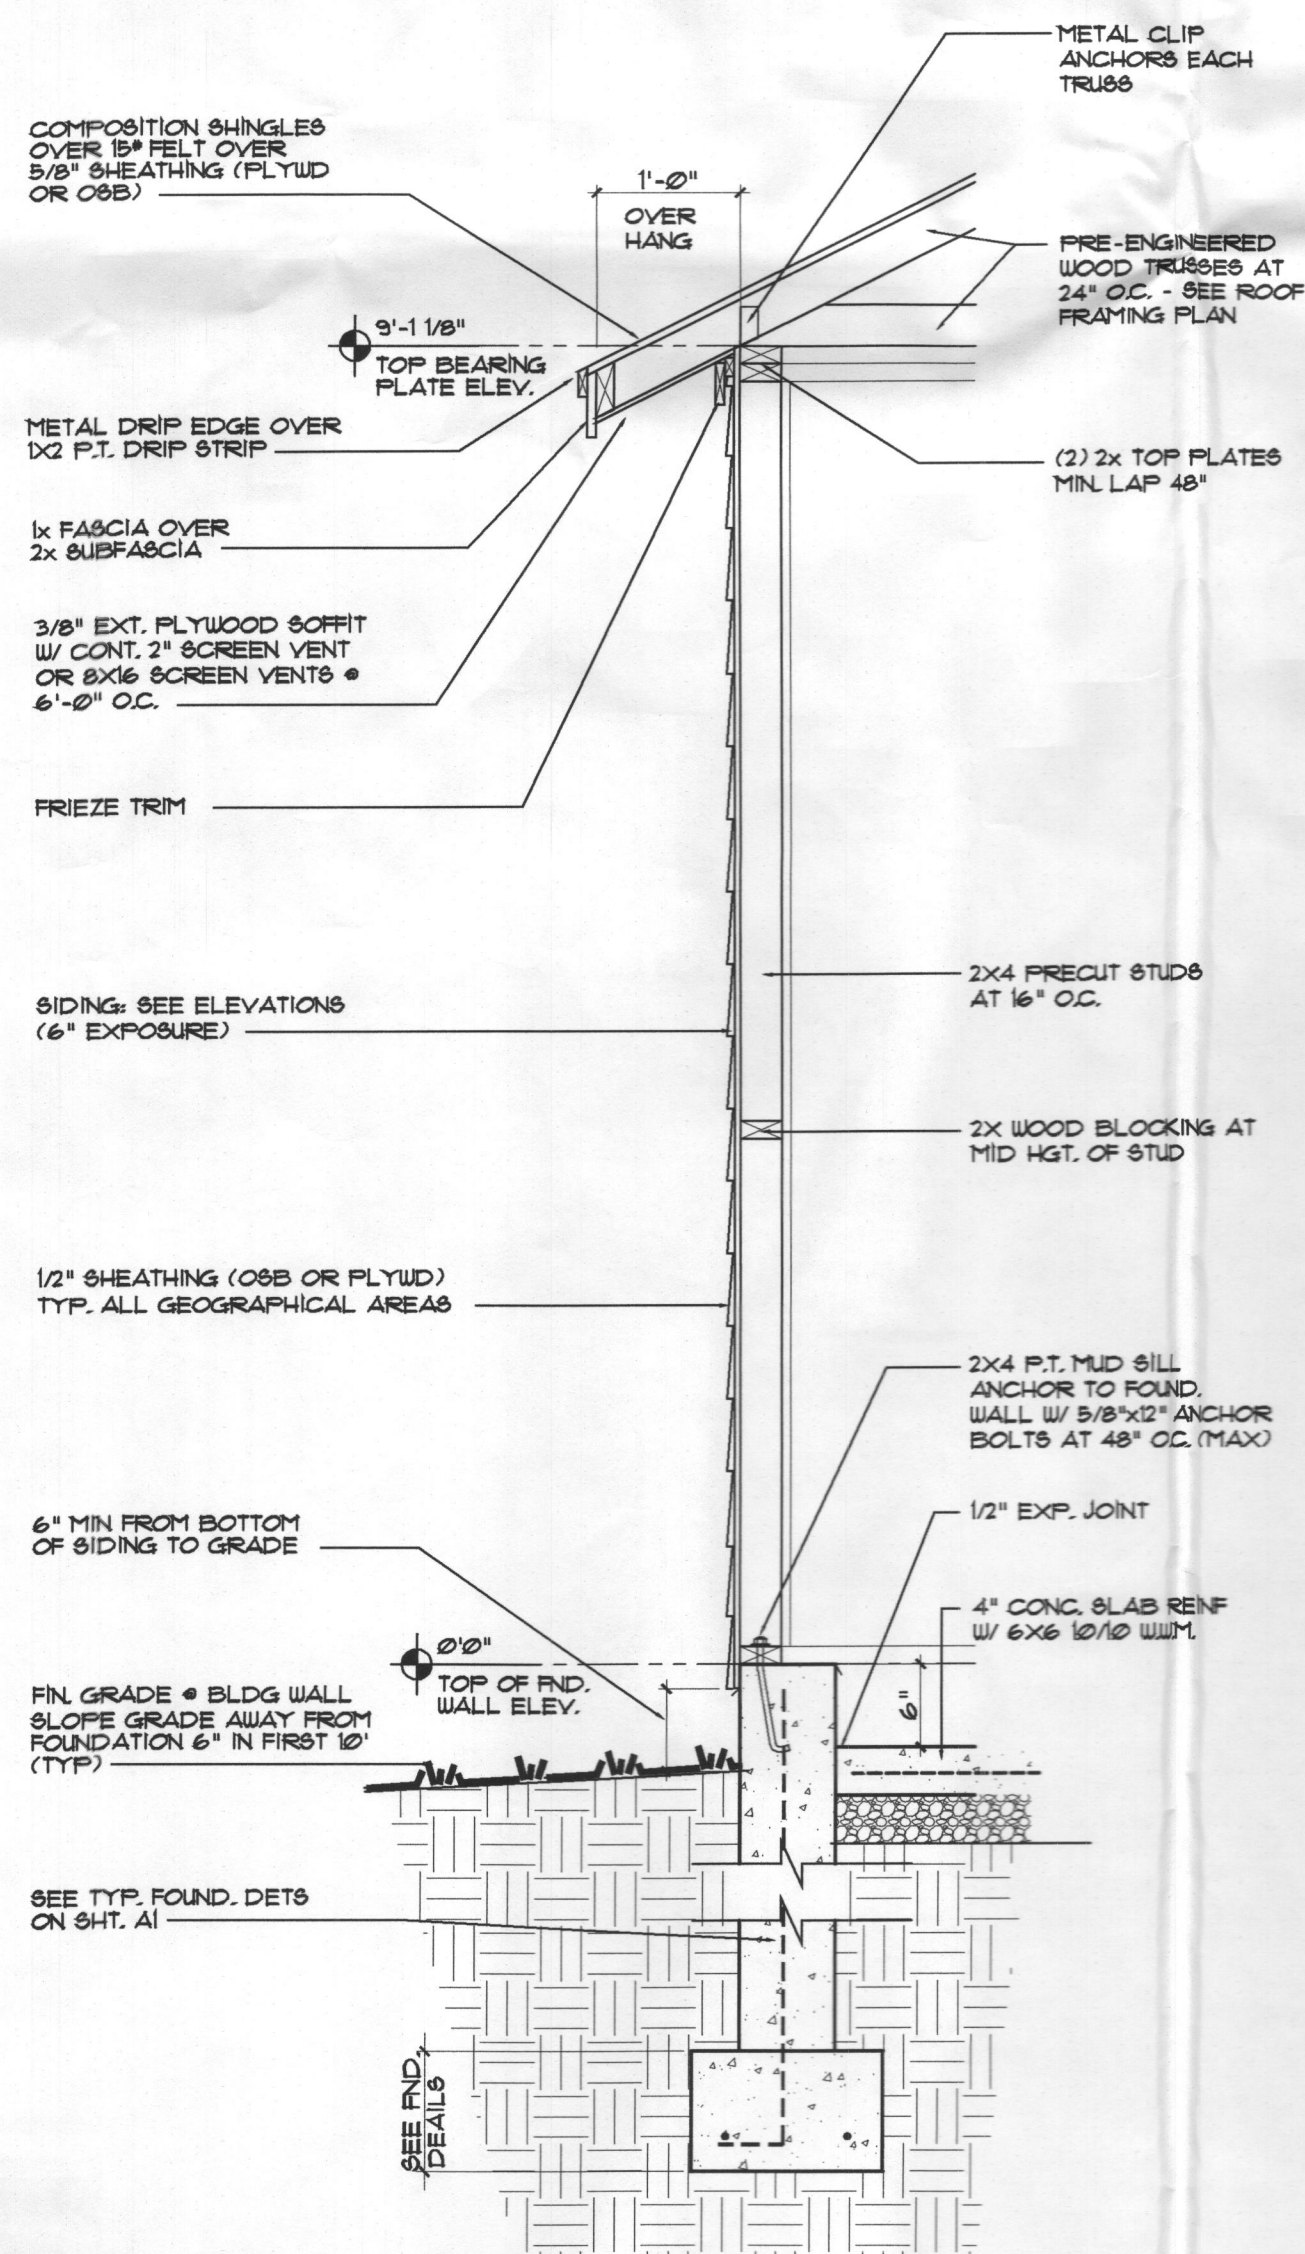 METAL CLIP
ANCHORS EACH
TRUSS
COMPOSITION SHINGLES
OVER 15# FELT OVER
5/8" SHEATHING (PLYWD
OR OSB)
1'-0"
OVER
HANG
PRE-ENGINEERED
WOOD TRUSSES AT
24" O.C. - SEE ROOF
FRAMING PLAN
9'-1 1/8"
TOP BEARING
PLATE ELEV.
METAL DRIP EDGE OVER
1X2 P.T. DRIP STRIP
(2) 2x TOP PLATES
MIN. LAP 48"
1x FASCIA OVER
2x SUBFASCIA
3/8" EXT. PLYWOOD SOFFIT
W/ CONT. 2" SCREEN VENT
OR 8X16 SCREEN VENTS @
6'-0" O.C.
FRIEZE TRIM
2X4 PRECUT STUDS
AT 16" O.C.
SIDING: SEE ELEVATIONS
(6" EXPOSURE)
2X WOOD BLOCKING AT
MID HGT. OF STUD
1/2" SHEATHING (OSB OR PLYWD)
TYP. ALL GEOGRAPHICAL AREAS
2X4 P.T. MUD SILL
ANCHOR TO FOUND.
WALL W/ 5/8"x12" ANCHOR
BOLTS AT 48" O.C. (MAX)
1/2" EXP. JOINT
6" MIN FROM BOTTOM
OF SIDING TO GRADE
4" CONC. SLAB REINF
W/ 6X6 10/10 W.W.M.
0'0"
TOP OF FND.
WALL ELEV.
6"
FIN. GRADE @ BLDG WALL
SLOPE GRADE AWAY FROM
FOUNDATION 6" IN FIRST 10'
(TYP)
SEE TYP. FOUND. DETS
ON SHT. A1
SEE FND.
DEAILS